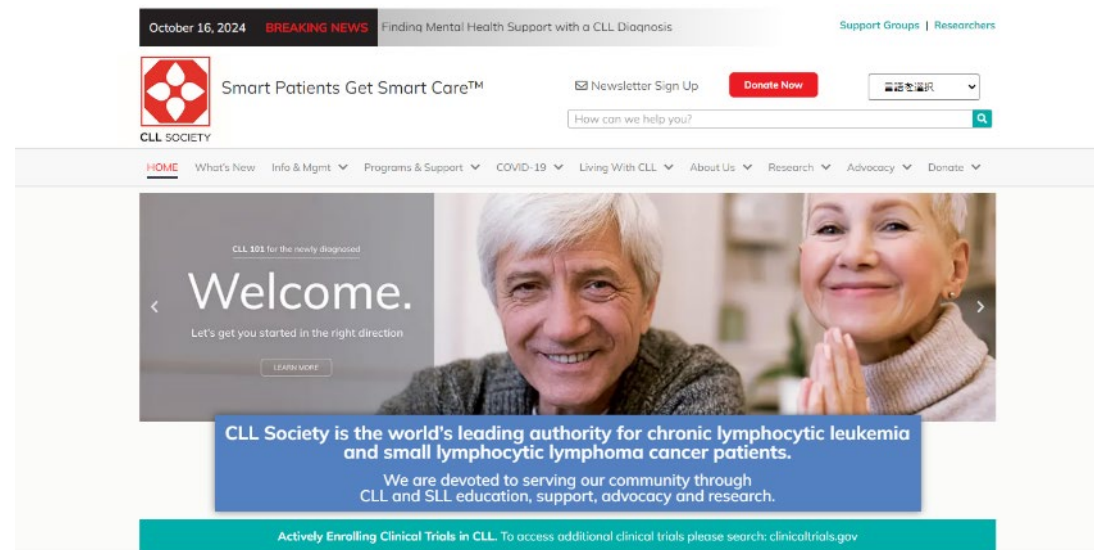 October 16, 2024 BREAKING NEWS Finding Mental Health Support with a CLL Diagnosis Support Groups | Researchers
Smart Patients Get Smart Care™ Newsletter Sign Up Donate Now 言語を選択
CLL SOCIETY How can we help you?
HOME What's New Info & Mgmt Programs & Support COVID-19 Living With CLL About Us Research Advocacy Donate
CLL 101 for the newly diagnosed
Welcome.
Let's get you started in the right direction
LEARN MORE
CLL Society is the world's leading authority for chronic lymphocytic leukemia
and small lymphocytic lymphoma cancer patients.
We are devoted to serving our community through
CLL and SLL education, support, advocacy and research.
Actively Enrolling Clinical Trials in CLL. To access additional clinical trials please search: clinicaltrials.gov